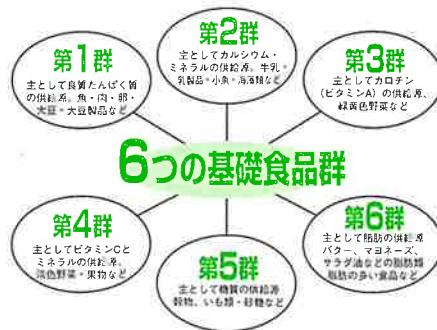 第1群
主として良質たんぱく質
の供給源。魚・肉・卵・
大豆・大豆製品など
第2群
主としてカルシウム・
ミネラルの供給源。牛乳・
乳製品・小魚・海藻類など
第3群
主としてカロチン
(ビタミンA)の供給源、
緑黄色野菜など
6つの基礎食品群
第4群
主としてビタミンCと
ミネラルの供給源。
淡色野菜・果物など
第5群
主として糖質の供給源
穀物、いも類・砂糖など
第6群
主として脂肪の供給源
バター、マヨネーズ、
サラダ油などの脂肪類
脂肪の多い食品など